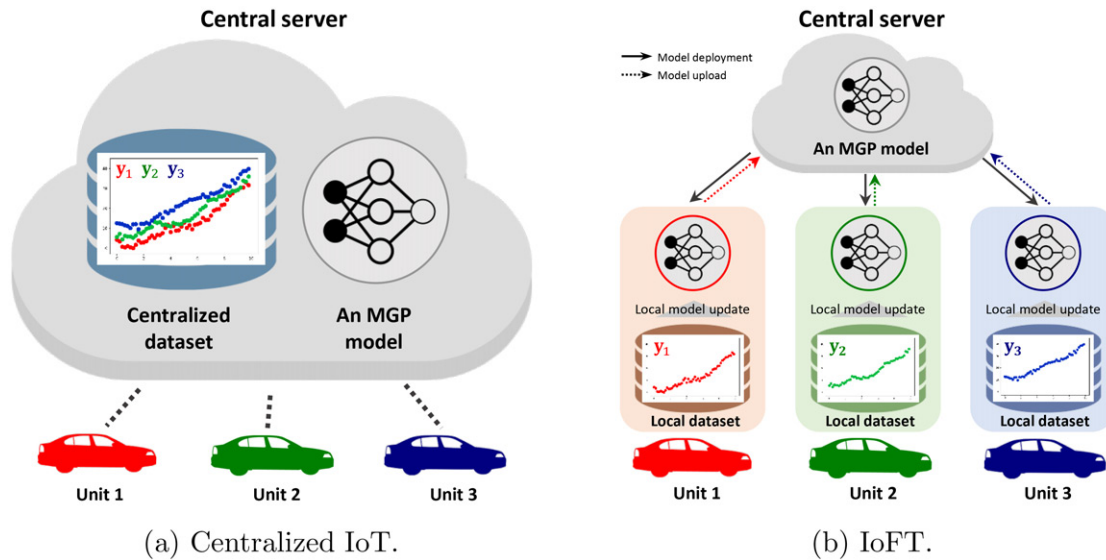 Central server
y₁ y₂ y₃
Centralized
dataset
An MGP
model
Unit 1
Unit 2
Unit 3
(a) Centralized IoT.
Central server
Model deployment
Model upload
An MGP model
Local model update
Local model update
Local model update
y₁
y₂
y₃
Local dataset
Local dataset
Local dataset
Unit 1
Unit 2
Unit 3
(b) IoFT.